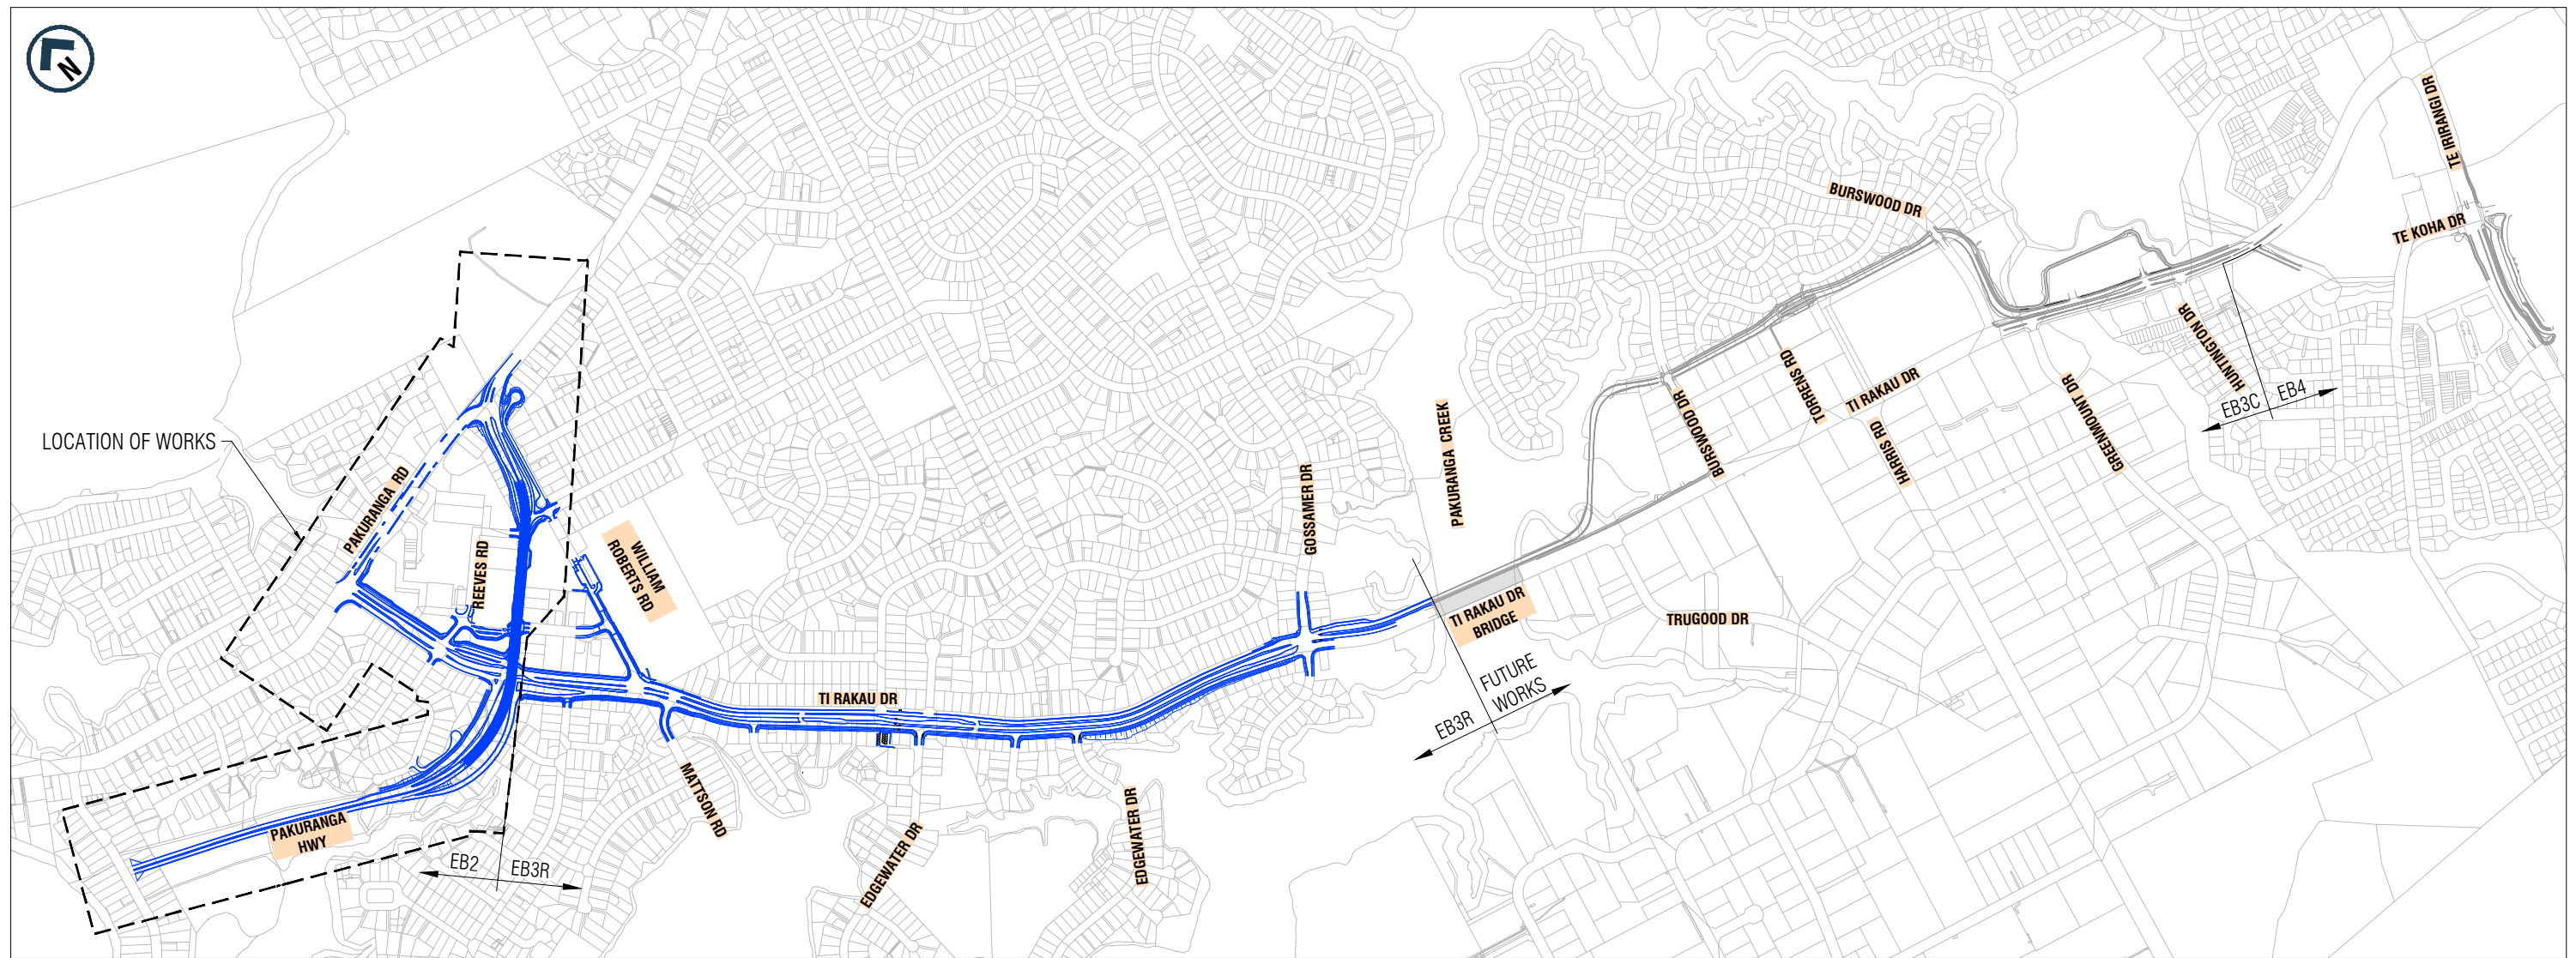 N
TE IRIRANGI DR
BURSWOOD DR
TE KOHA DR
HUNTINGTON DR
EB3C
EB4
TORRENS RD
TI RAKAU DR
GREENMOUNT DR
BURSWOOD DR
HARRIS RD
LOCATION OF WORKS
PAKURANGA RD
REEVES RD
WILLIAM
ROBERTS RD
GOSSAMER DR
PAKURANGA CREEK
TI RAKAU DR
BRIDGE
TRUGOOD DR
FUTURE
WORKS
EB3R
TI RAKAU DR
MATTSON RD
EDGEWATER DR
EDGEWATER DR
PAKURANGA
HWY
EB2
EB3R